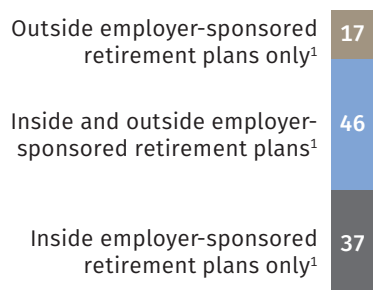 Outside employer-sponsored
retirement plans only¹
17
Inside and outside employer-
sponsored retirement plans¹
46
Inside employer-sponsored
retirement plans only¹
37